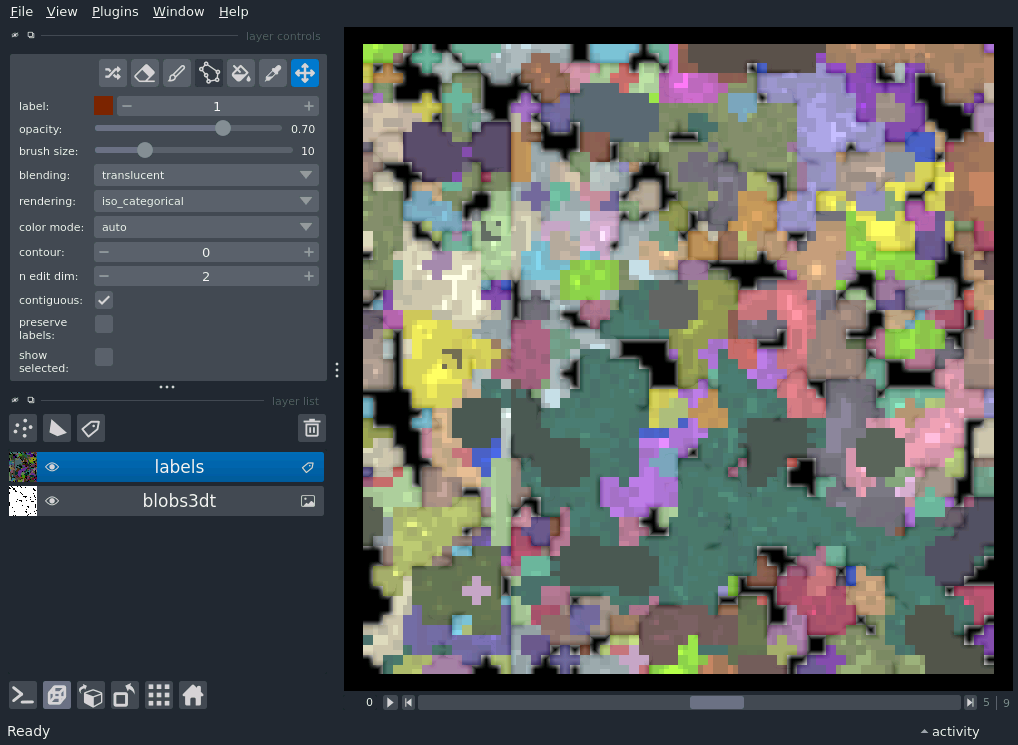 File View Plugins Window Help
layer controls
label: 1
opacity: 0.70
brush size: 10
blending: translucent
rendering: iso_categorical
color mode: auto
contour: 0
n edit dim: 2
contiguous:
preserve
labels:
show
selected:
layer list
labels
blobs3dt
0 5 9
Ready activity